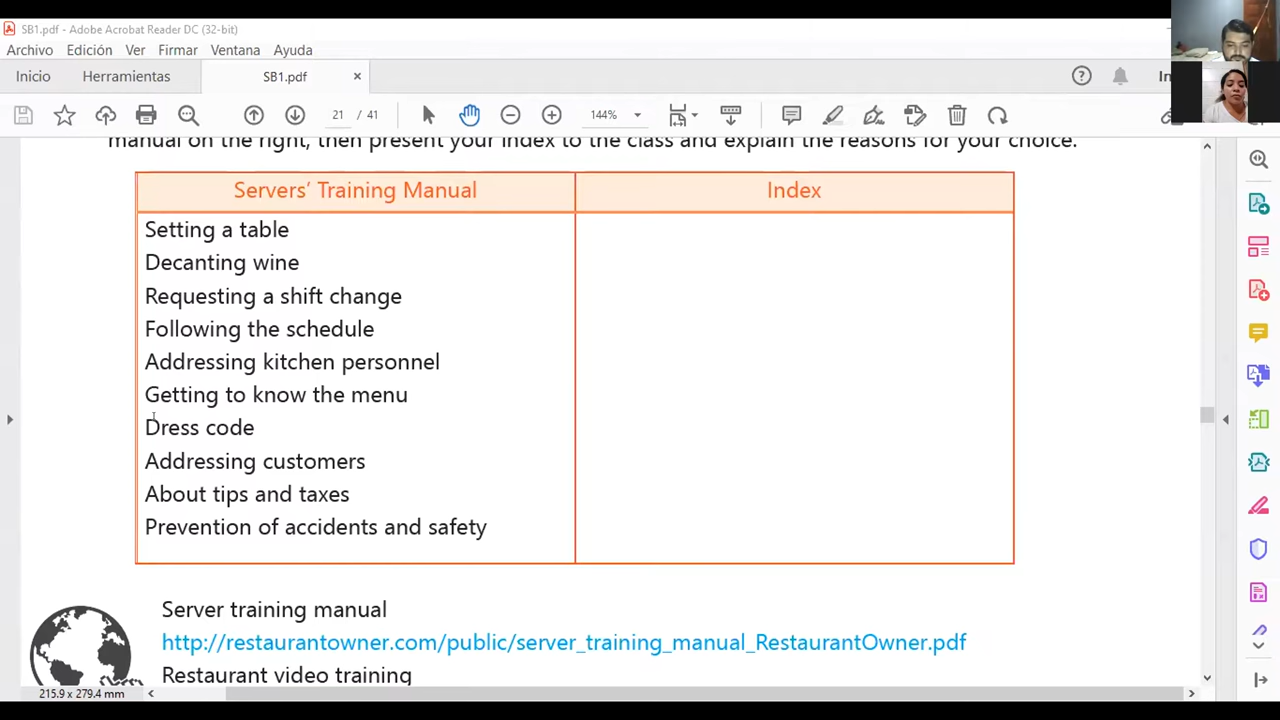 SB1.pdf - Adobe Acrobat Reader DC (32-bit)
Archivo Edición Ver Firmar Ventana Ayuda
Inicio Herramientas SB1.pdf × In
21 / 41 144%
manual on the right, then present your index to the class and explain the reasons for your choice.
Servers' Training Manual Index
Setting a table
Decanting wine
Requesting a shift change
Following the schedule
Addressing kitchen personnel
Getting to know the menu
Dress code
Addressing customers
About tips and taxes
Prevention of accidents and safety
Server training manual
http://restaurantowner.com/public/server_training_manual_RestaurantOwner.pdf
Restaurant video training
215.9 x 279.4 mm